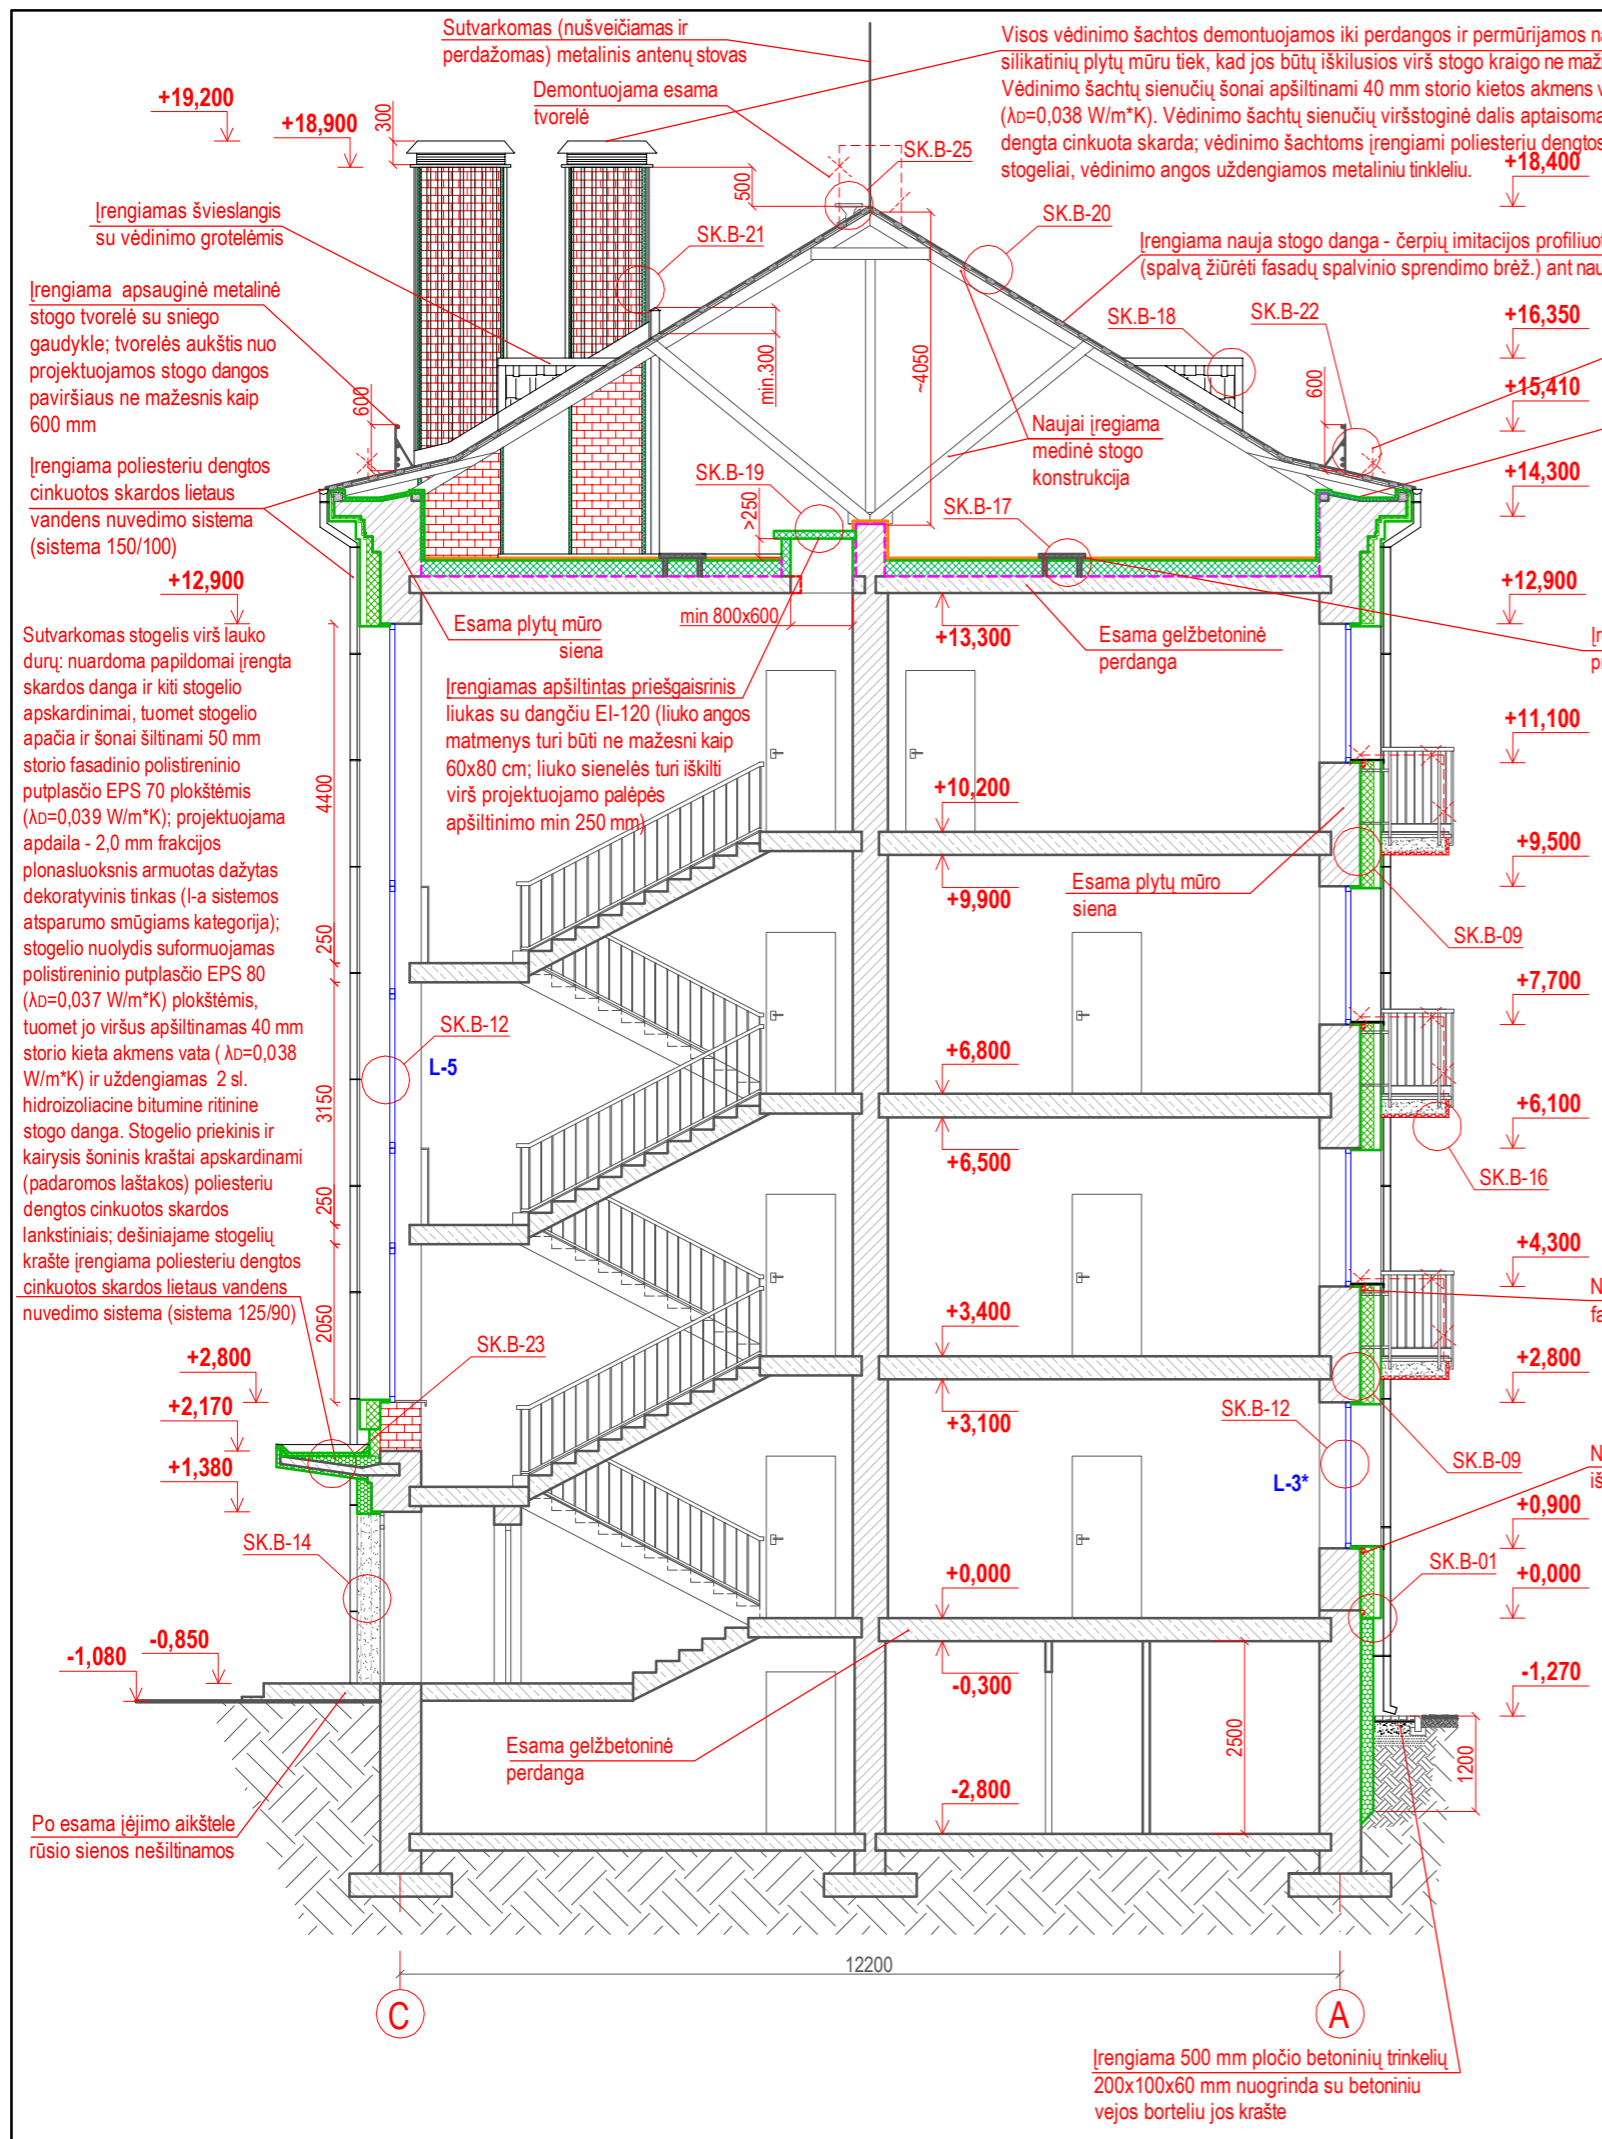 Sutvarkomas (nušveičiamas ir
perdažomas) metalinis antenų stovas
Visos vėdinimo šachtos demontuojamos iki perdangos ir permūrijamos
silikatinių plytų mūru tiek, kad jos būtų iškilusios virš stogo kraigo ne
Vėdinimo šachtų sienučių šonai apšiltinami 40 mm storio kietos akmens
(λD=0,038 W/m*K). Vėdinimo šachtų sienučių viršstoginė dalis
dengta cinkuota skarda; vėdinimo šachtoms įrengiami poliesteriu dengtos
stogeliai, vėdinimo angos uždengiamos metaliniu tinkleliu.
Demontuojama esama
tvorelė
+19,200
+18,900
300
500
SK.B-25
+18,400
Įrengiamas švieslangis
su vėdinimo grotelėmis
SK.B-21
SK.B-20
Įrengiama nauja stogo danga - čerpių imitacijos
(spalvą žiūrėti fasadų spalvinio sprendimo brėž.) ant
Įrengiama apsauginė metalinė
stogo tvorelė su sniego
gaudykle; tvorelės aukštis nuo
projektuojamos stogo dangos
paviršiaus ne mažesnis kaip
600 mm
600
min.300
~4050
SK.B-18
SK.B-22
600
+16,350
+15,410
Naujai įregiama
medinė stogo
konstrukcija
Įrengiama poliesteriu dengtos
cinkuotos skardos lietaus
vandens nuvedimo sistema
(sistema 150/100)
SK.B-19
>250
SK.B-17
+14,300
+12,900
+12,900
min 800x600
Esama plytų mūro
siena
+13,300
Esama gelžbetoninė
perdanga
Sutvarkomas stogelis virš lauko
durų: nuardoma papildomai įrengta
skardos danga ir kiti stogelio
apskardinimai, tuomet stogelio
apačia ir šonai šiltinami 50 mm
storio fasadinio polistireninio
putplasčio EPS 70 plokštėmis
(λD=0,039 W/m*K); projektuojama
apdaila - 2,0 mm frakcijos
plonasluoksnis armuotas dažytas
dekoratyvinis tinkas (I-a sistemos
atsparumo smūgiams kategorija);
stogelio nuolydis suformuojamas
polistireninio putplasčio EPS 80
(λD=0,037 W/m*K) plokštėmis,
tuomet jo viršus apšiltinamas 40 mm
storio kieta akmens vata ( λD=0,038
W/m*K) ir uždengiamas 2 sl.
hidroizoliacine bitumine ritinine
stogo danga. Stogelio priekinis ir
kairysis šoninis kraštai apskardinami
(padaromos laštakos) poliesteriu
dengtos cinkuotos skardos
lankstiniais; dešiniajame stogelių
krašte įrengiama poliesteriu dengtos
cinkuotos skardos lietaus vandens
nuvedimo sistema (sistema 125/90)
Įrengiamas apšiltintas priešgaisrinis
liukas su dangčiu EI-120 (liuko angos
matmenys turi būti ne mažesni kaip
60x80 cm; liuko sienelės turi iškilti
virš projektuojamo palėpės
apšiltinimo min 250 mm)
4400
250
3150
250
2050
+11,100
+10,200
+9,900
Esama plytų mūro
siena
+9,500
SK.B-09
+7,700
SK.B-12
L-5
+6,800
+6,500
+6,100
SK.B-16
+4,300
+3,400
+3,100
+2,800
SK.B-23
+2,800
+2,170
+1,380
SK.B-12
L-3*
SK.B-09
+0,900
SK.B-14
SK.B-01
+0,000
+0,000
-0,850
-1,080
-0,300
-1,270
2500
1200
Esama gelžbetoninė
perdanga
-2,800
Po esama įėjimo aikštele
rūsio sienos nešiltinamos
12200
C
A
Įrengiama 500 mm pločio betoninių trinkelių
200x100x60 mm nuogrinda su betoniniu
vejos borteliu jos krašte